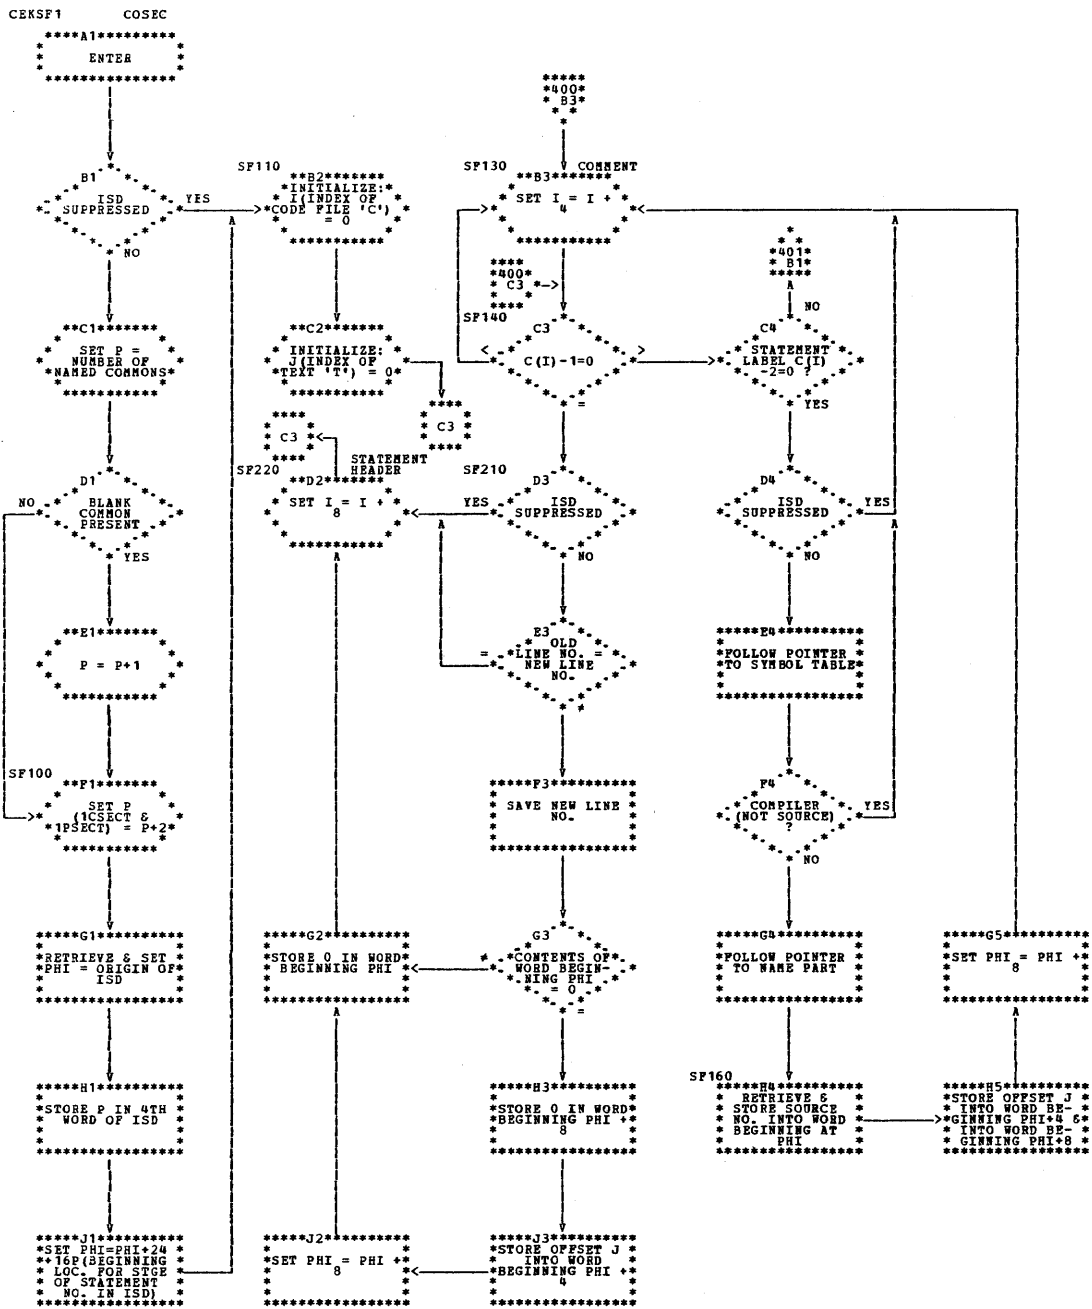 CEKSF1 COSEC
A1
ENTER
400
B3
B1
ISD
SUPPRESSED
YES
NO
SF110
B2
INITIALIZE:
I(INDEX OF
CODE FILE 'C')
= 0
SF130
COMMENT
B3
SET I = I +
4
401
B1
400
C3
C1
SET P =
NUMBER OF
NAMED COMMONS
C2
INITIALIZE:
J(INDEX OF
TEXT 'T') = 0
SF140
C3
C(I)-1=0
<
>
=
NO
C4
STATEMENT
LABEL C(I)
-2=0 ?
YES
C3
C3
D1
BLANK
COMMON
PRESENT
NO
YES
SF220
STATEMENT
HEADER
D2
SET I = I +
8
SF210
D3
ISD
SUPPRESSED
YES
NO
D4
ISD
SUPPRESSED
YES
NO
E1
P = P+1
E3
OLD
LINE NO. =
NEW LINE
NO.
=
≠
E4
FOLLOW POINTER
TO SYMBOL TABLE
SF100
F1
SET P
(1CSECT &
1PSECT) = P+2
F3
SAVE NEW LINE
NO.
F4
COMPILER
(NOT SOURCE)
?
YES
NO
G1
RETRIEVE & SET
PHI = ORIGIN OF
ISD
G2
STORE 0 IN WORD
BEGINNING PHI
G3
CONTENTS OF
WORD BEGIN-
NING PHI
= 0
≠
=
G4
FOLLOW POINTER
TO NAME PART
G5
SET PHI = PHI +
8
H1
STORE P IN 4TH
WORD OF ISD
H3
STORE 0 IN WORD
BEGINNING PHI +
8
SF160
H4
RETRIEVE &
STORE SOURCE
NO. INTO WORD
BEGINNING AT
PHI
H5
STORE OFFSET J
INTO WORD BE-
GINNING PHI+4 &
INTO WORD BE-
GINNING PHI+8
J1
SET PHI=PHI+24
+16P(BEGINNING
LOC. FOR STGE
OF STATEMENT
NO. IN ISD)
J2
SET PHI = PHI +
8
J3
STORE OFFSET J
INTO WORD
BEGINNING PHI +
4